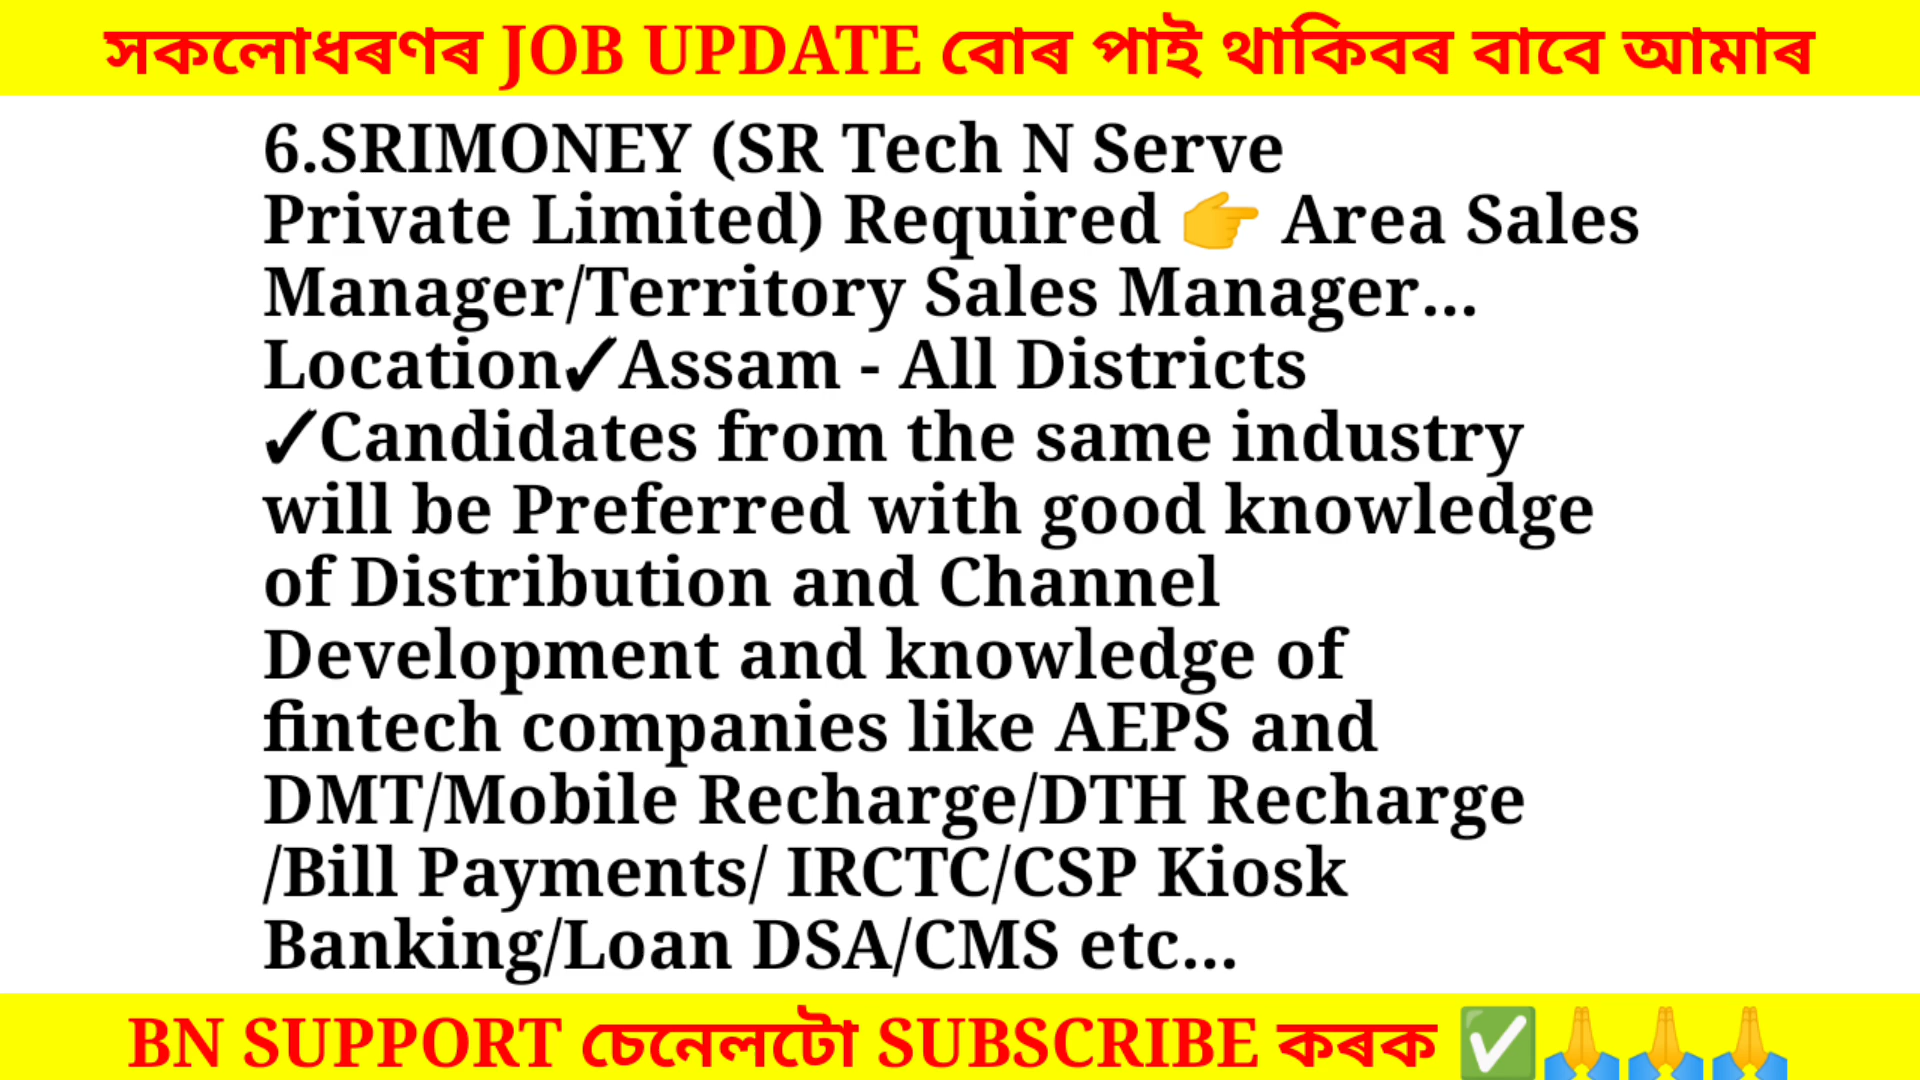 সকলোধৰণৰ JOB UPDATE বোৰ পাই থাকিবৰ বাবে আমাৰ
6.SRIMONEY (SR Tech N Serve
Private Limited) Required 👉 Area Sales
Manager/Territory Sales Manager...
Location✓Assam - All Districts
✓Candidates from the same industry
will be Preferred with good knowledge
of Distribution and Channel
Development and knowledge of
fintech companies like AEPS and
DMT/Mobile Recharge/DTH Recharge
/Bill Payments/ IRCTC/CSP Kiosk
Banking/Loan DSA/CMS etc...
BN SUPPORT চেনেলটো SUBSCRIBE কৰক ✅🙏🙏🙏